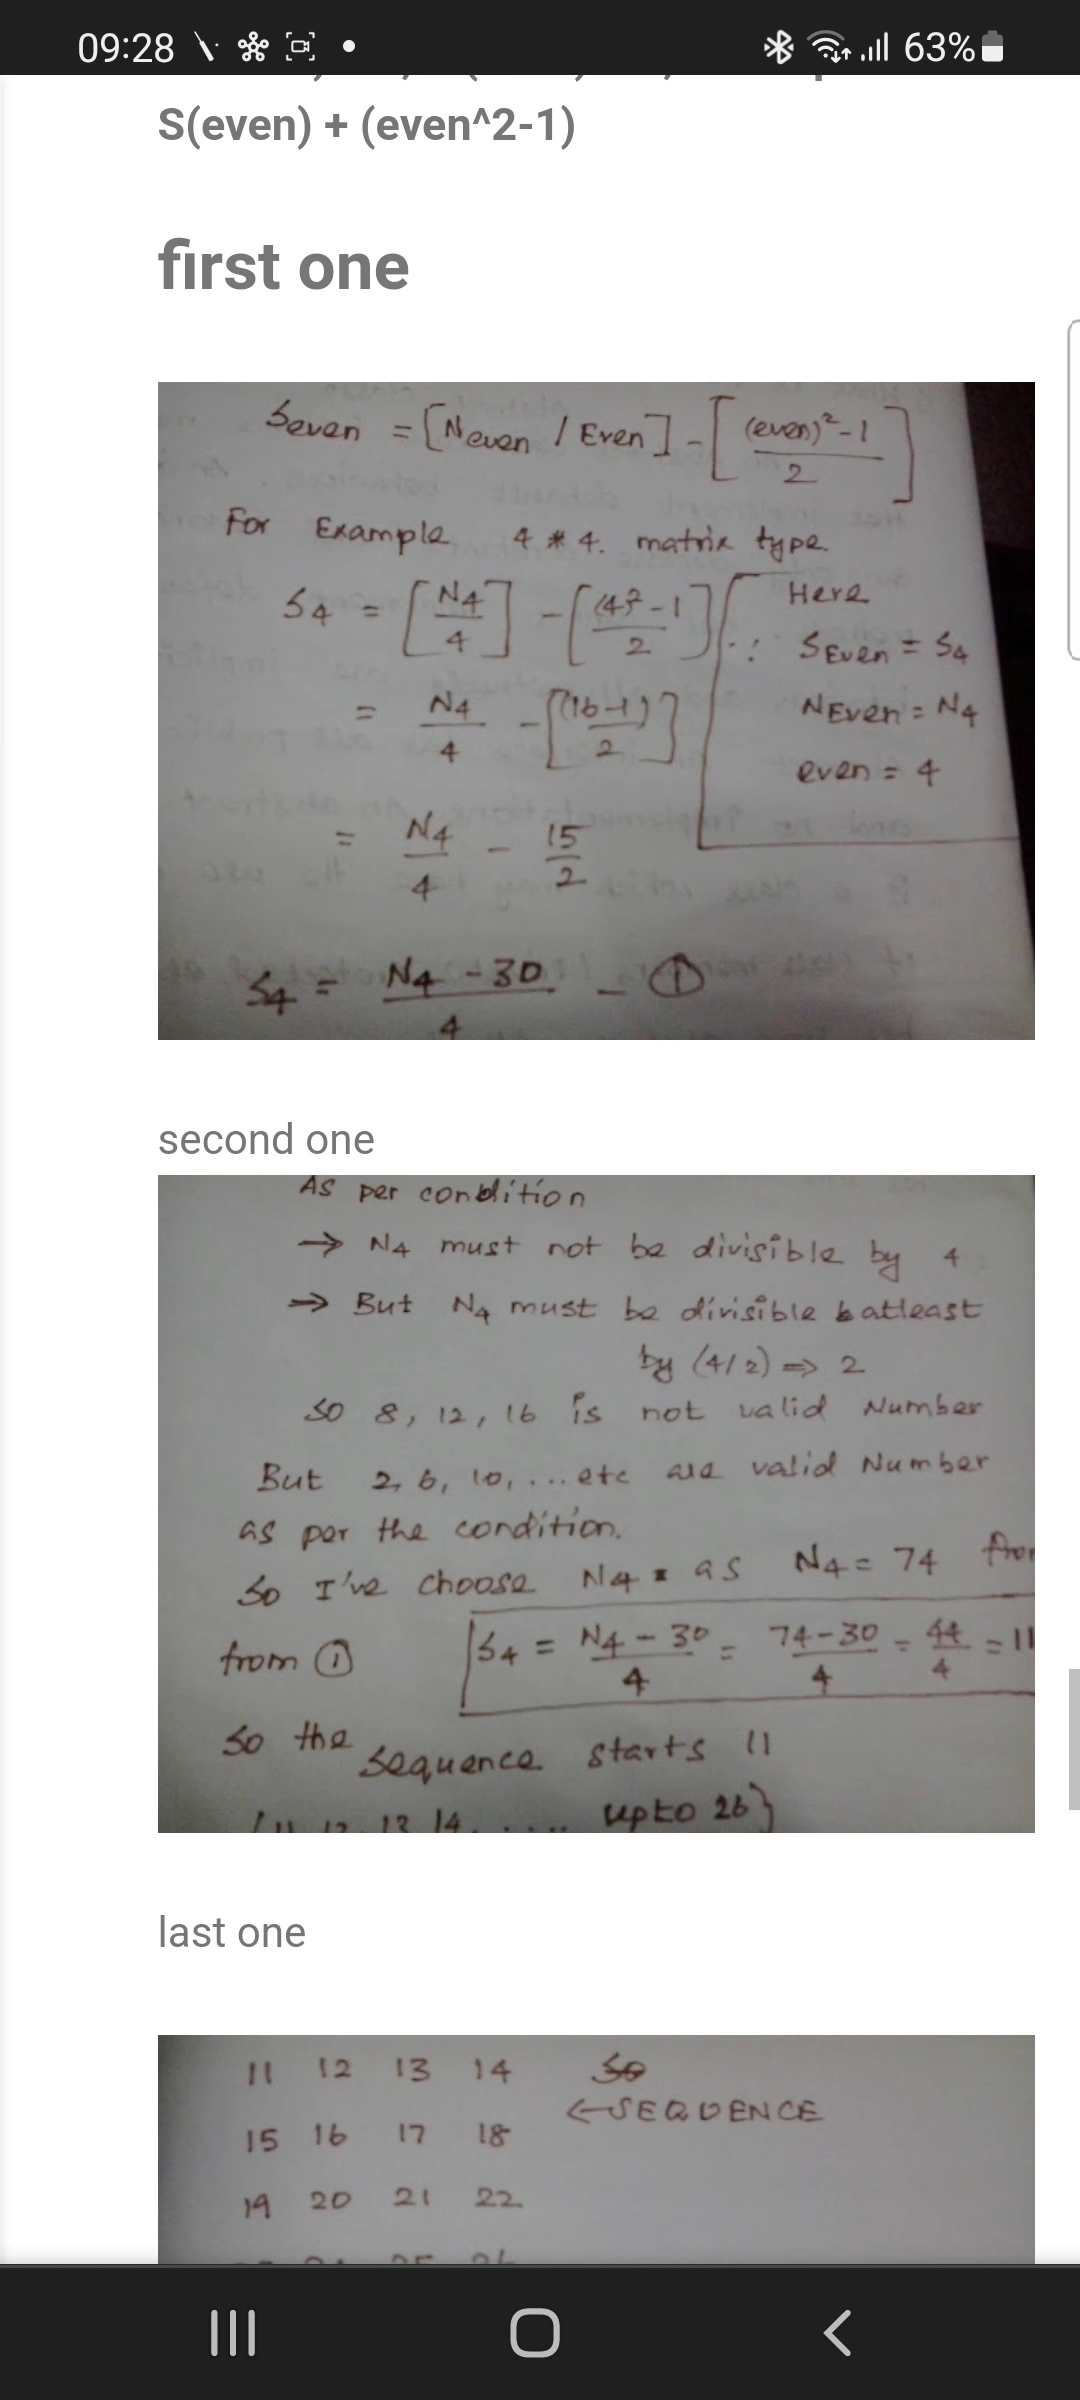 09:28
63%
S(even) + (even^2-1)
first one
Seven = [Neven / Even] - [(even)² - 1 / 2]
For Example 4 * 4. matrix type.
S4 = [N4 / 4] - [(4)² - 1 / 2]
= N4 / 4 - [(16-1) / 2]
= N4 / 4 - 15 / 2
S4 = N4 - 30 / 4 - ①
∵ Here
SEven = S4
NEven = N4
even = 4
second one
As per condition
→ N4 must not be divisible by 4
⇒ But N4 must be divisible atleast
by (4/2) ⇒ 2
so 8, 12, 16 is not valid Number
But 2, 6, 10, ... etc are valid Number
as per the condition.
So I've choose N4 as N4 = 74
from ① S4 = N4 - 30 / 4 = 74 - 30 / 4 = 44 / 4 = 11
So the sequence starts 11
12 13 14 ..... upto 26}
last one
11 12 13 14 So
← SEQUENCE
15 16 17 18
19 20 21 22